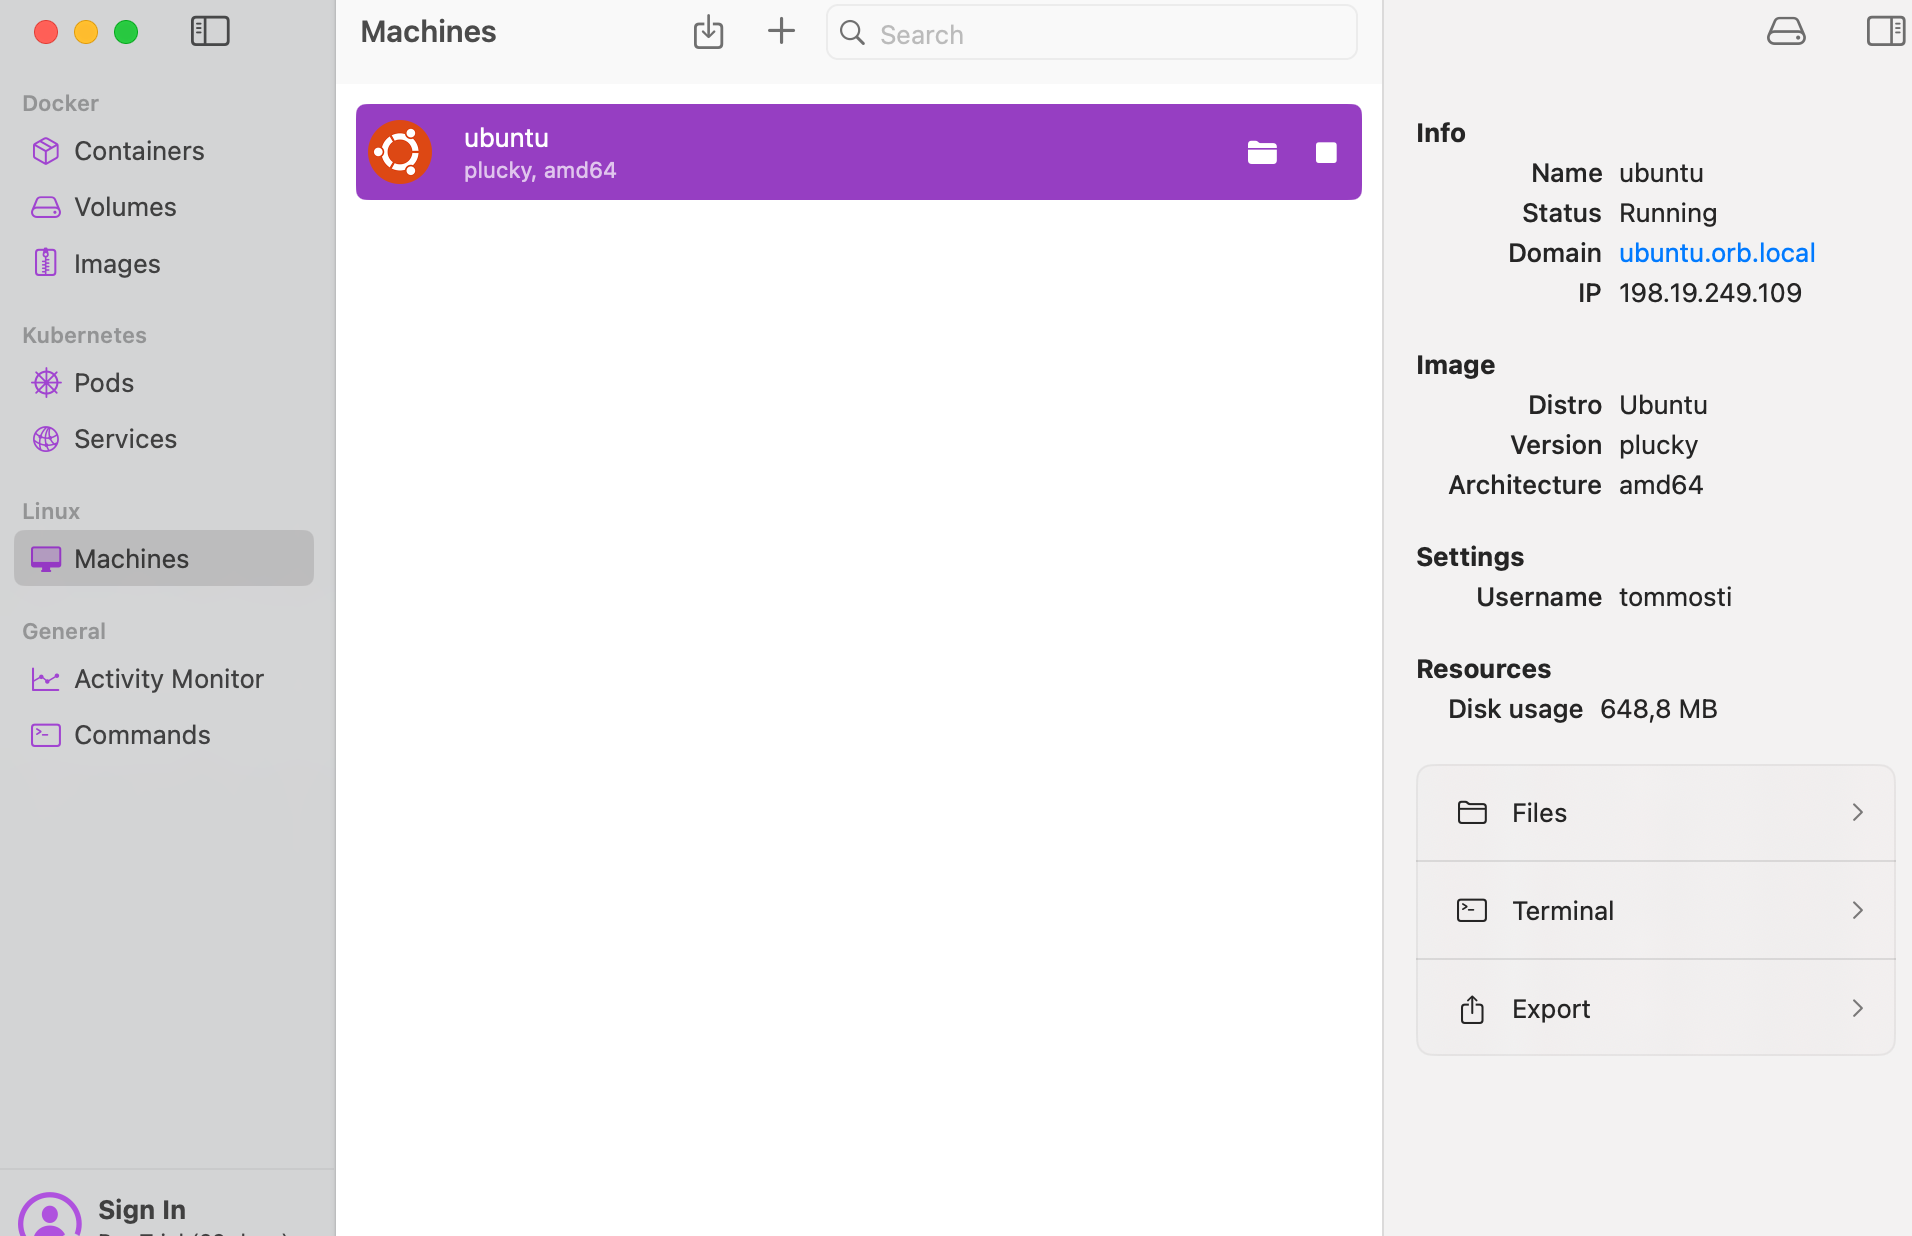 Docker
Containers
Volumes
Images
Kubernetes
Pods
Services
Linux
Machines
General
Activity Monitor
Commands
Sign In
Machines
Search
ubuntu
plucky, amd64
Info
Name ubuntu
Status Running
Domain ubuntu.orb.local
IP 198.19.249.109
Image
Distro Ubuntu
Version plucky
Architecture amd64
Settings
Username tommosti
Resources
Disk usage 648,8 MB
Files
Terminal
Export